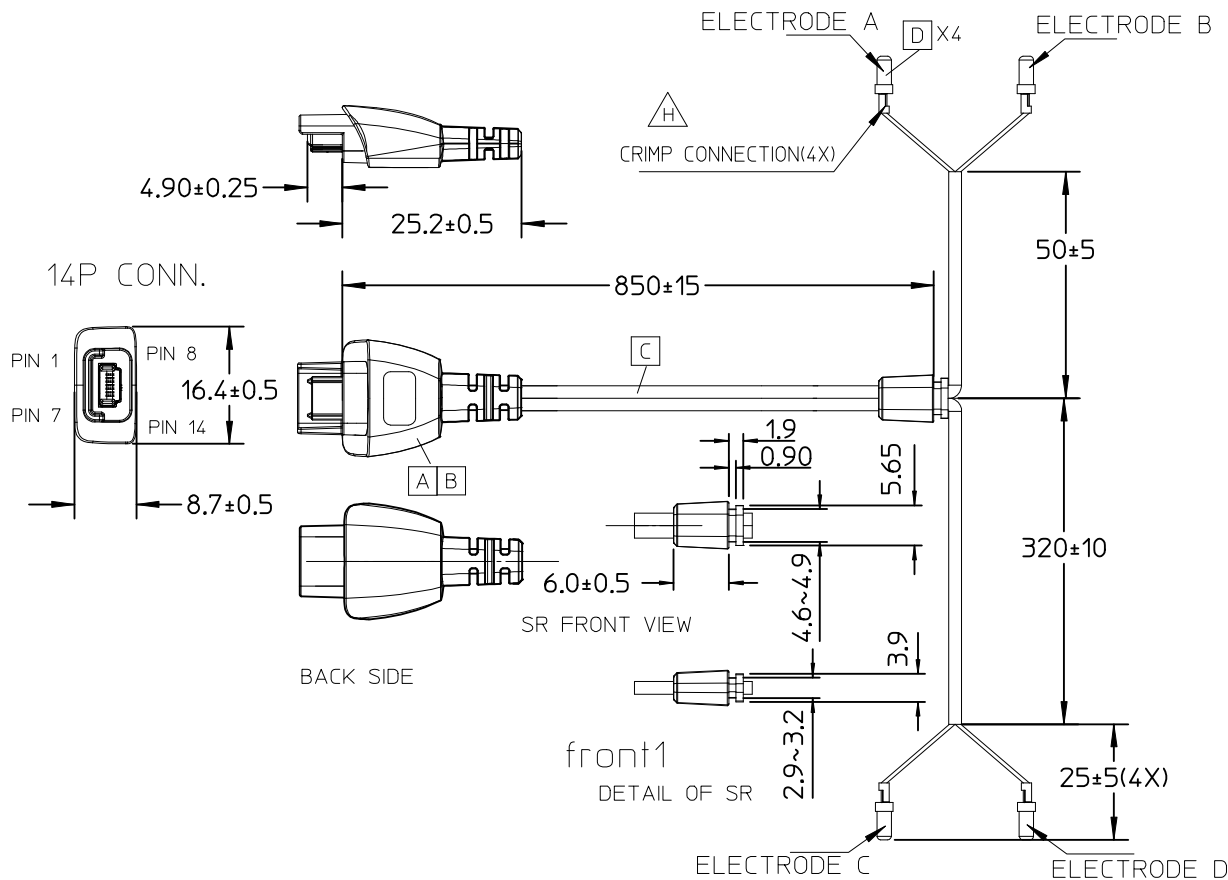 ELECTRODE A
D X4
ELECTRODE B
H
CRIMP CONNECTION(4X)
4.90±0.25
25.2±0.5
50±5
14P CONN.
850±15
PIN 1
PIN 8
C
16.4±0.5
PIN 7
PIN 14
1.9
0.90
5.65
A B
8.7±0.5
320±10
6.0±0.5
4.6~4.9
SR FRONT VIEW
3.9
BACK SIDE
2.9~3.2
front1
25±5(4X)
DETAIL OF SR
ELECTRODE C
ELECTRODE D